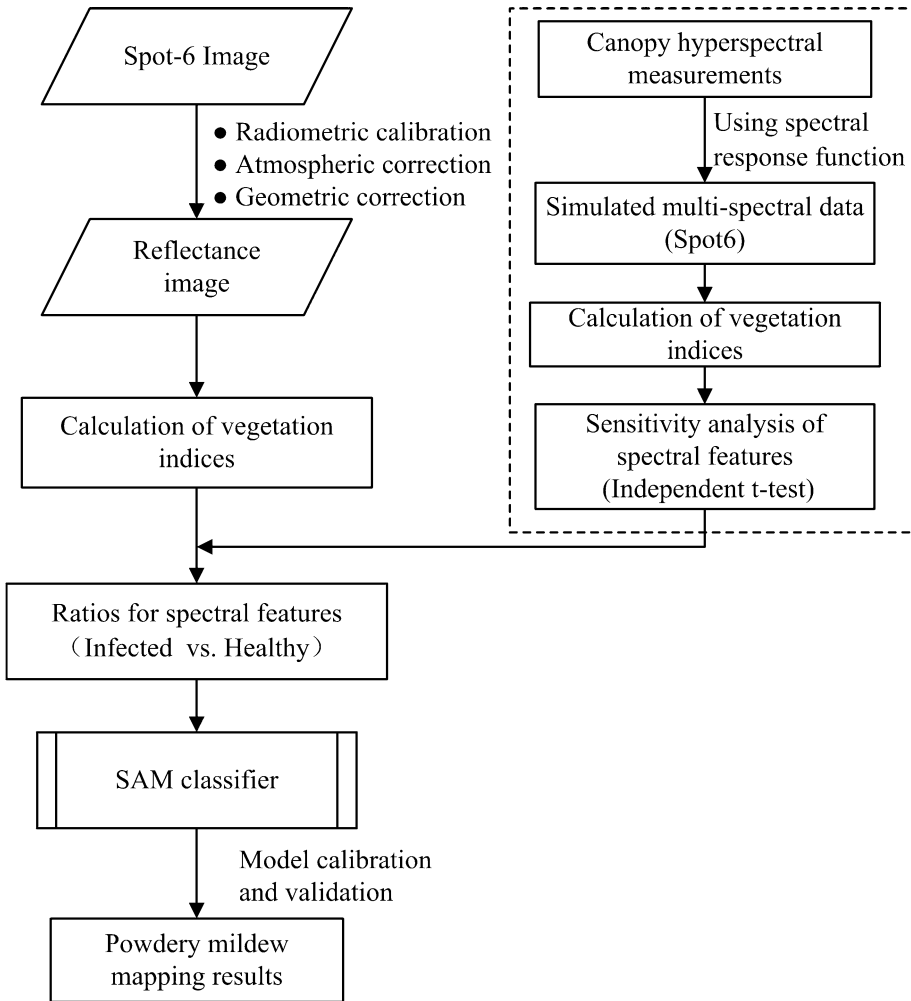 Spot-6 Image
● Radiometric calibration
● Atmospheric correction
● Geometric correction
Reflectance
image
Calculation of vegetation
indices
Canopy hyperspectral
measurements
Using spectral
response function
Simulated multi-spectral data
(Spot6)
Calculation of vegetation
indices
Sensitivity analysis of
spectral features
(Independent t-test)
Ratios for spectral features
（Infected  vs. Healthy）
SAM classifier
Model calibration
and validation
Powdery mildew
mapping results